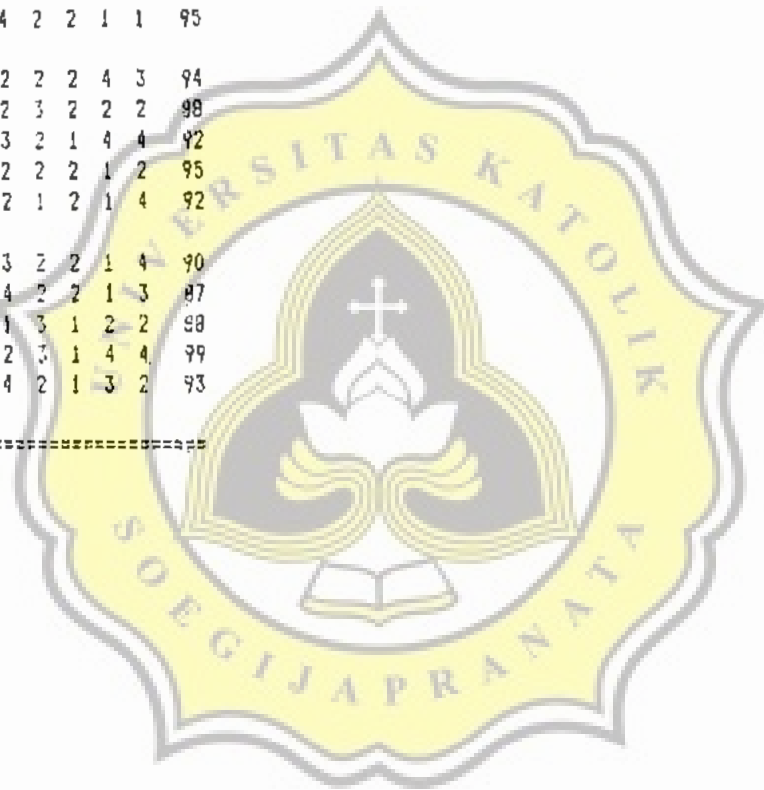 4 2 2 1 1 95
2 2 2 4 3 94
2 3 2 2 2 98
3 2 1 4 4 92
2 2 2 1 2 95
2 1 2 1 4 92
3 2 2 1 4 90
4 2 2 1 3 87
1 3 1 2 2 98
2 3 1 4 4 99
4 2 1 3 2 93
==================
UNIVERSITAS KATOLIK
SOEGIJAPRANATA